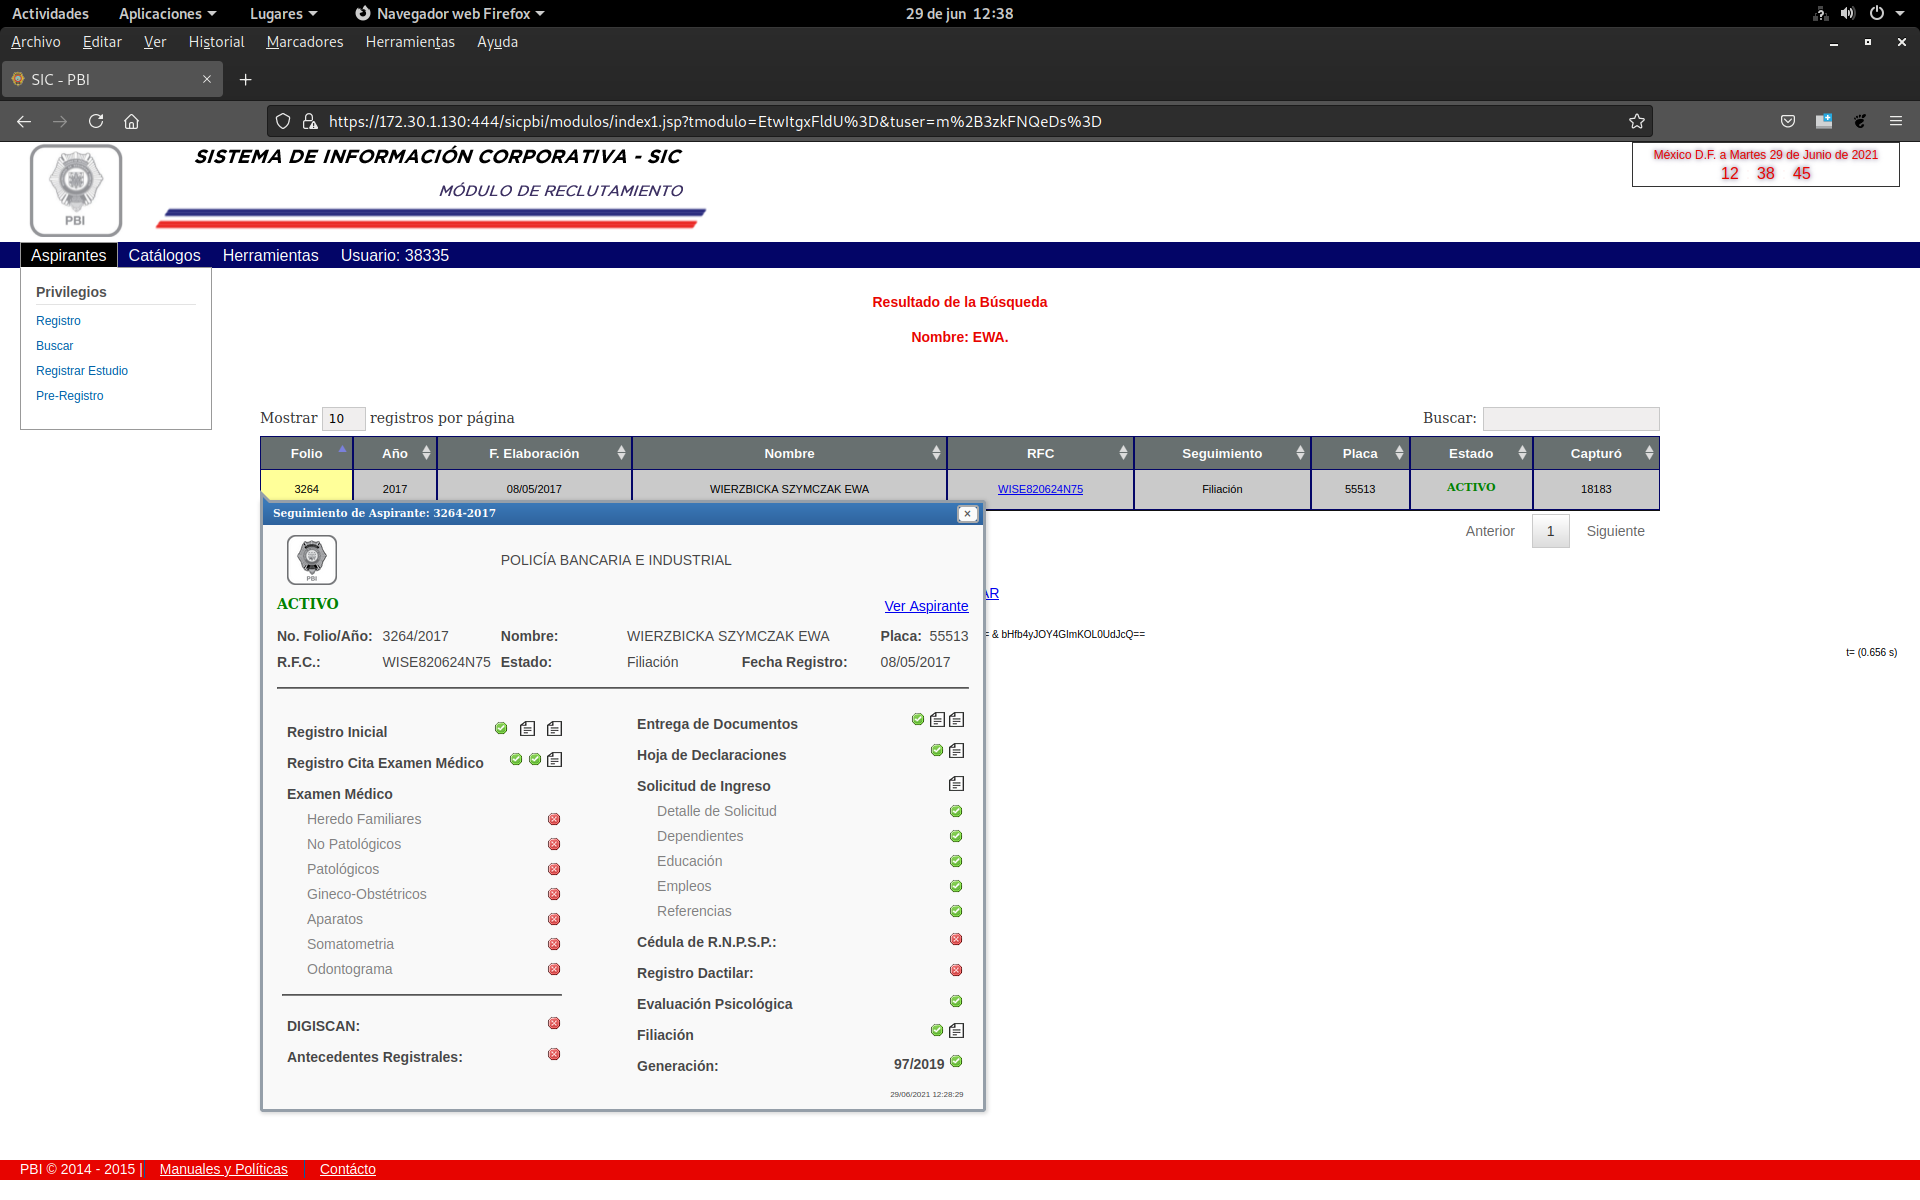 Actividades Aplicaciones Lugares Navegador web Firefox 29 de jun 12:38
Archivo Editar Ver Historial Marcadores Herramientas Ayuda
SIC - PBI
https://172.30.1.130:444/sicpbi/modulos/index1.jsp?tmodulo=EtwItgxFldU%3D&tuser=m%2B3zkFNQeDs%3D
PBI
SISTEMA DE INFORMACIÓN CORPORATIVA - SIC
MÓDULO DE RECLUTAMIENTO
México D.F. a Martes 29 de Junio de 2021
12 38 45
Aspirantes Catálogos Herramientas Usuario: 38335
Privilegios
Registro
Buscar
Registrar Estudio
Pre-Registro
Resultado de la Búsqueda
Nombre: EWA.
Mostrar 10 registros por página Buscar:
Folio Año F. Elaboración Nombre RFC Seguimiento Placa Estado Capturó
3264 2017 08/05/2017 WIERZBICKA SZYMCZAK EWA WISE820624N75 Filiación 55513 ACTIVO 18183
Anterior 1 Siguiente
AR
= & bHfb4yJOY4GImKOL0UdJcQ==
t= (0.656 s)
Seguimiento de Aspirante: 3264-2017
PBI
POLICÍA BANCARIA E INDUSTRIAL
ACTIVO Ver Aspirante
No. Folio/Año: 3264/2017 Nombre: WIERZBICKA SZYMCZAK EWA Placa: 55513
R.F.C.: WISE820624N75 Estado: Filiación Fecha Registro: 08/05/2017
Registro Inicial
Registro Cita Examen Médico
Examen Médico
Heredo Familiares
No Patológicos
Patológicos
Gineco-Obstétricos
Aparatos
Somatometria
Odontograma
DIGISCAN:
Antecedentes Registrales:
Entrega de Documentos
Hoja de Declaraciones
Solicitud de Ingreso
Detalle de Solicitud
Dependientes
Educación
Empleos
Referencias
Cédula de R.N.P.S.P.:
Registro Dactilar:
Evaluación Psicológica
Filiación
Generación: 97/2019
29/06/2021 12:28:29
PBI © 2014 - 2015 | Manuales y Políticas Contácto